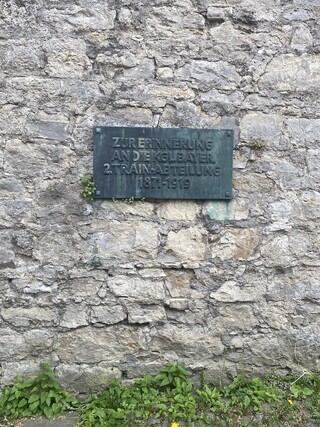 ZUR ERINNERUNG
AN DIE KGL.BAYER.
2.TRAIN-ABTEILUNG
1871-1919